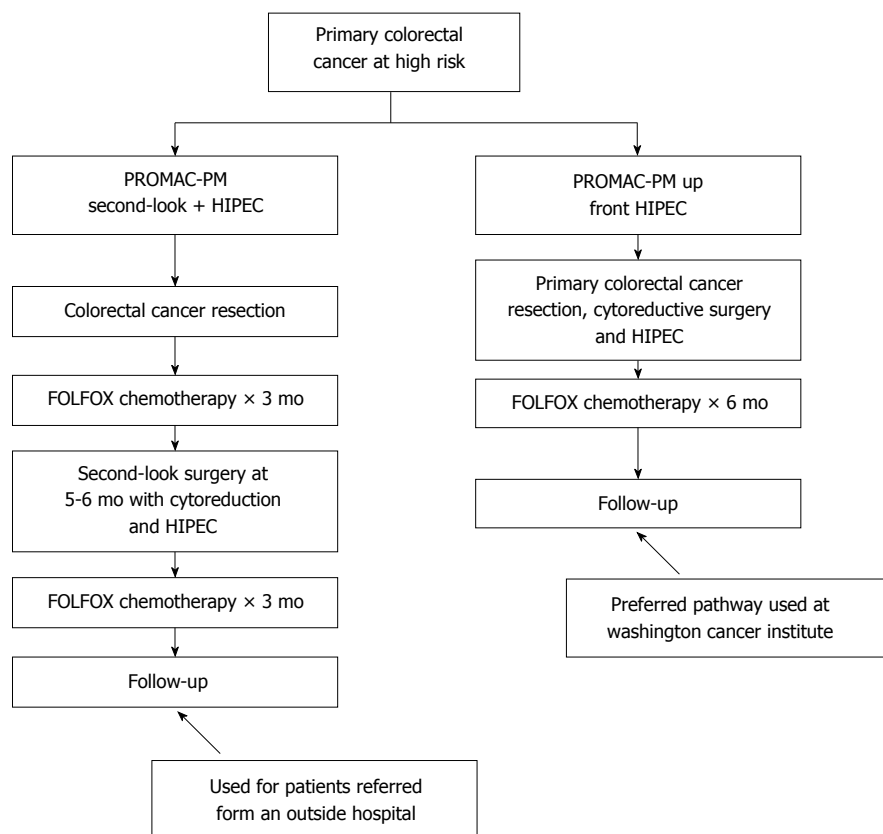 Primary colorectal
cancer at high risk
PROMAC-PM
second-look + HIPEC
Colorectal cancer resection
FOLFOX chemotherapy × 3 mo
Second-look surgery at
5-6 mo with cytoreduction
and HIPEC
FOLFOX chemotherapy × 3 mo
Follow-up
Used for patients referred
form an outside hospital
PROMAC-PM up
front HIPEC
Primary colorectal cancer
resection, cytoreductive surgery
and HIPEC
FOLFOX chemotherapy × 6 mo
Follow-up
Preferred pathway used at
washington cancer institute